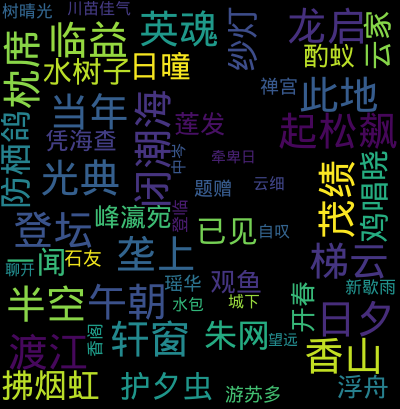 树晴光
川苗佳气
英魂
纱灯
龙启
云家
枕席
临益
酌蚁
水树子
日曈
禅宫
此地
防栖鸽
当年
闭潮海
莲发
起松飙
凭海查
牵卑日
光典
题赠
云细
茂绩
鸡唱晓
登坛
峰瀛宛
已见
自叹
聊开
闻
石友
垄上
梯云
瑶华
观鱼
新歇雨
半空
午朝
水包
城下
开春
日夕
渡江
香阁
轩窗
朱网
望远
香山
拂烟虹
护夕虫
游苏多
浮舟